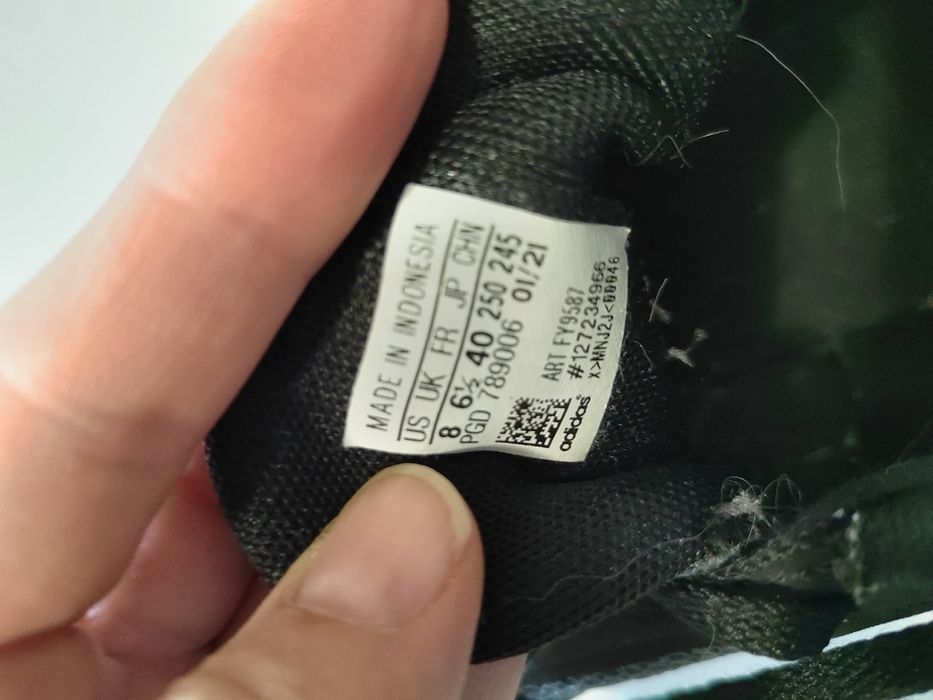 MADE IN INDONESIA
US UK FR JP CHN
8 6½ 40 250 245
PGD 789006 01/21
ART FY9587
#127234966
X>MNJ2J<00046
adidas